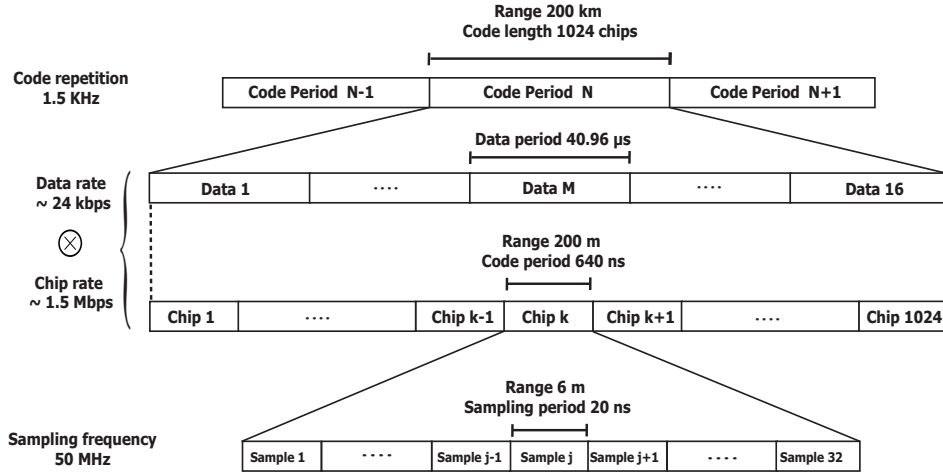 Range 200 km
Code length 1024 chips
Code repetition
1.5 KHz
Code Period N-1
Code Period N
Code Period N+1
Data period 40.96 µs
Data rate
~ 24 kbps
Data 1
....
Data M
....
Data 16
Range 200 m
Code period 640 ns
Chip rate
~ 1.5 Mbps
Chip 1
....
Chip k-1
Chip k
Chip k+1
....
Chip 1024
Range 6 m
Sampling period 20 ns
Sampling frequency
50 MHz
Sample 1
....
Sample j-1
Sample j
Sample j+1
....
Sample 32